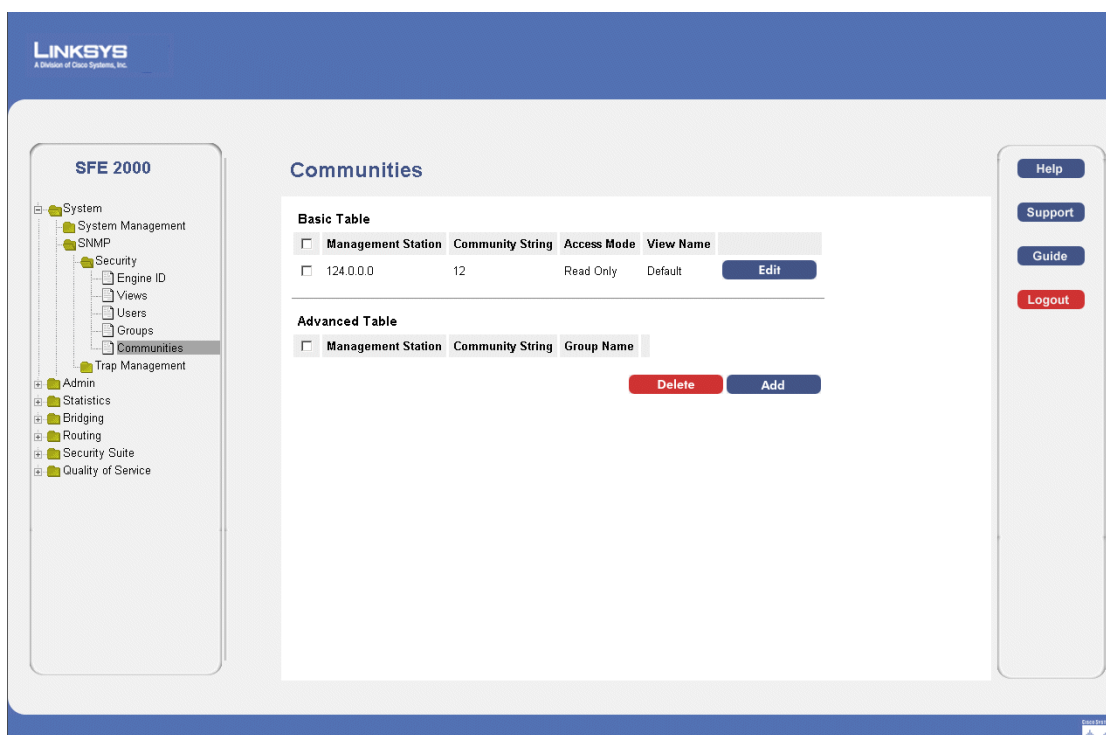 LINKSYS
A Division of Cisco Systems, Inc.
SFE 2000
System
System Management
SNMP
Security
Engine ID
Views
Users
Groups
Communities
Trap Management
Admin
Statistics
Bridging
Routing
Security Suite
Quality of Service
Communities
Basic Table
Management Station Community String Access Mode View Name
124.0.0.0 12 Read Only Default Edit
Advanced Table
Management Station Community String Group Name
Delete Add
Help
Support
Guide
Logout